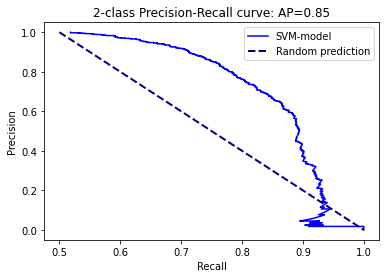 2-class Precision-Recall curve: AP=0.85
SVM-model
Random prediction
Precision
1.0
0.8
0.6
0.4
0.2
0.0
0.5 0.6 0.7 0.8 0.9 1.0
Recall